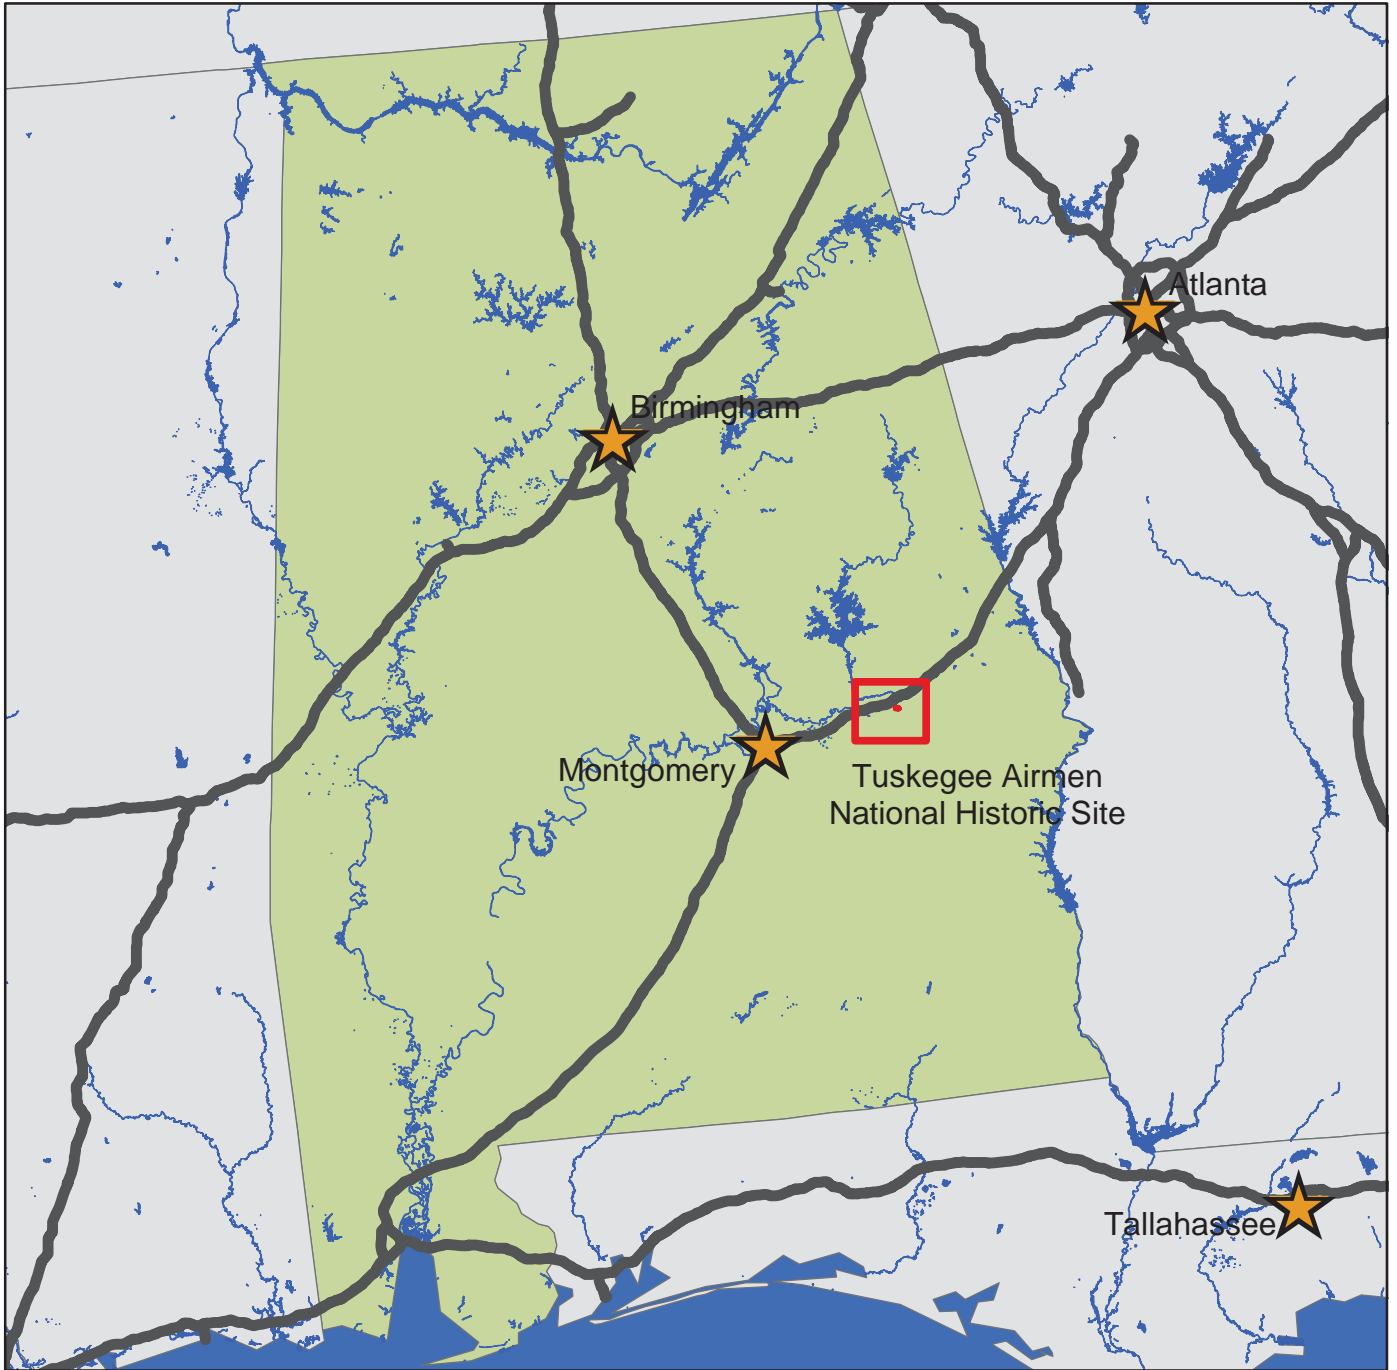 Atlanta
Birmingham
Montgomery
Tuskegee Airmen
National Historic Site
Tallahassee